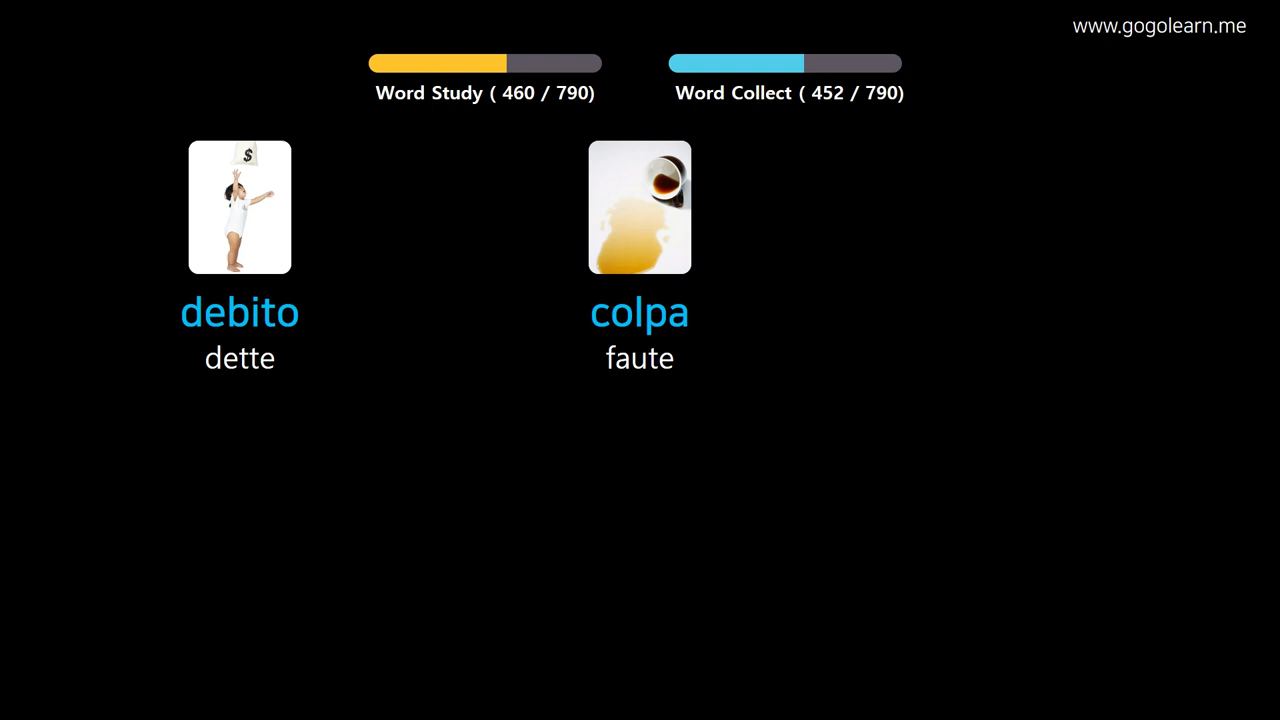 www.gogolearn.me
Word Study ( 460 / 790)
Word Collect ( 452 / 790)
$
debito
colpa
dette
faute